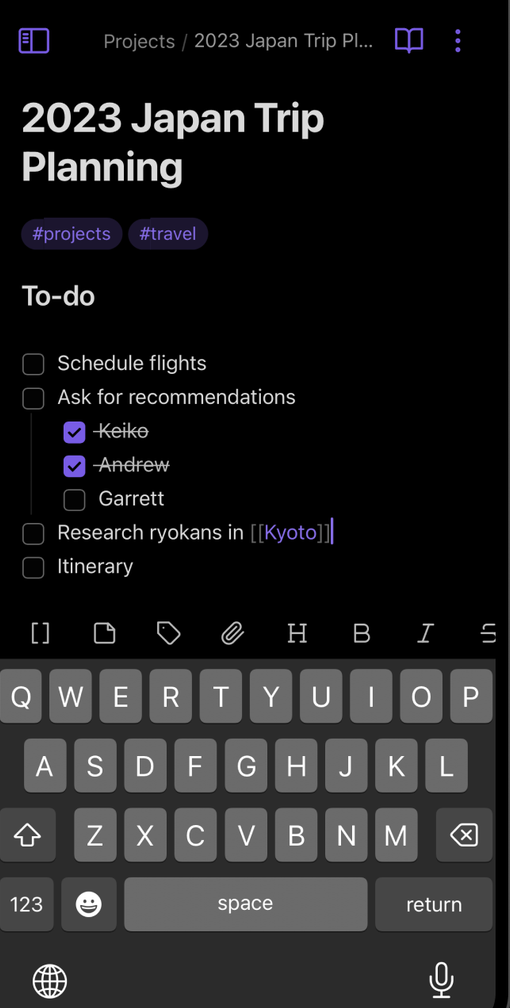 Projects / 2023 Japan Trip Pl...
2023 Japan Trip
Planning
#projects #travel
To-do
Schedule flights
Ask for recommendations
Keiko
Andrew
Garrett
Research ryokans in [[Kyoto]]
Itinerary
[] H B I S
Q W E R T Y U I O P
A S D F G H J K L
Z X C V B N M
123 space return